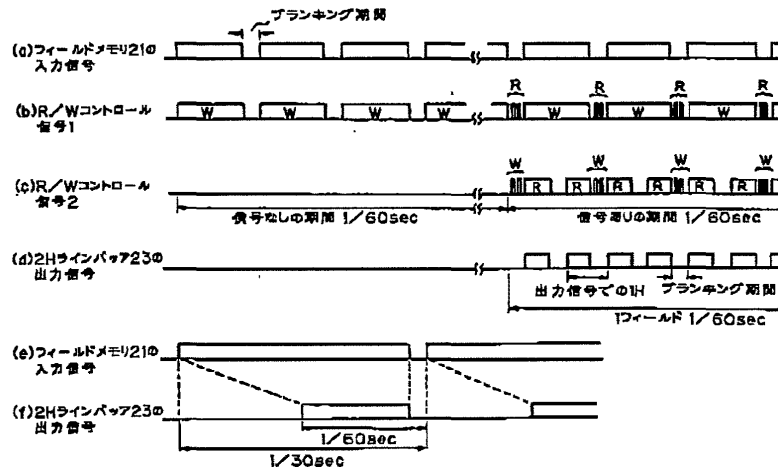 ブランキング期間
(a)フィールドメモリ21の
入力信号
R R R R
(b)R/Wコントロール
信号1
W W W W W W W
W W W W
(c)R/Wコントロール
信号2
R R R R R R
信号なしの期間 1/60sec
信号ありの期間 1/60sec
(d)2Hラインバッファ23の
出力信号
出力信号での1H
ブランキング期間
1フィールド 1/60sec
(e)フィールドメモリ21の
入力信号
(f)2Hラインバッファ23の
出力信号
1/60sec
1/30sec